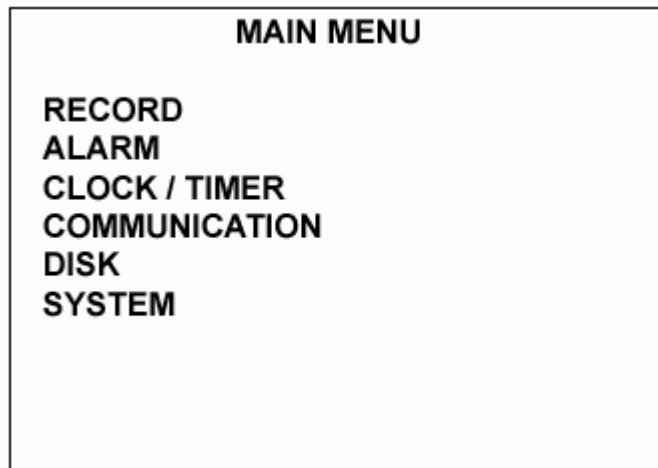 MAIN MENU
RECORD
ALARM
CLOCK / TIMER
COMMUNICATION
DISK
SYSTEM